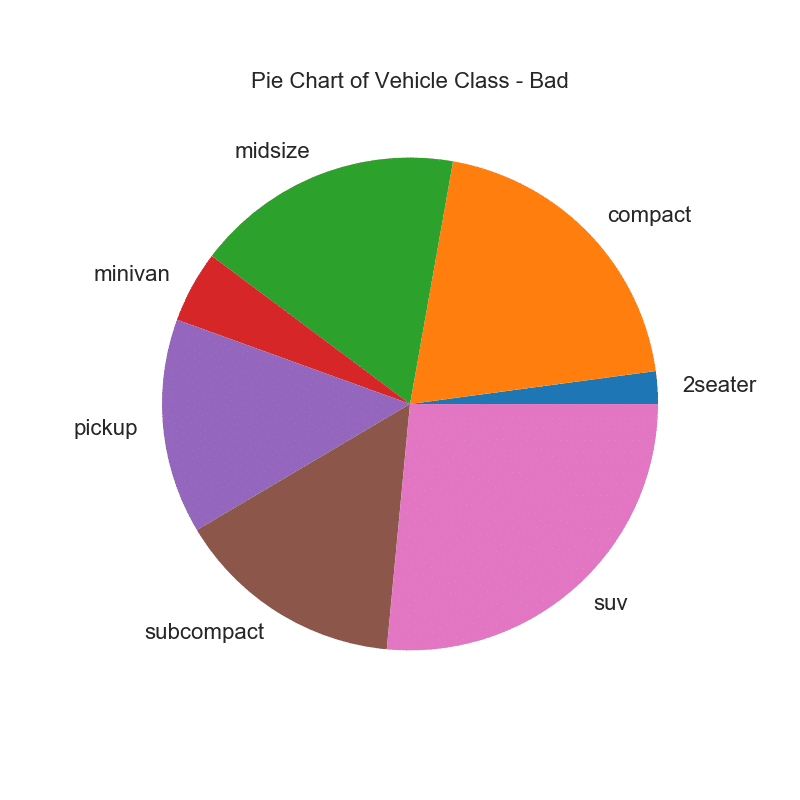 Pie Chart of Vehicle Class - Bad
midsize
compact
minivan
2seater
pickup
suv
subcompact